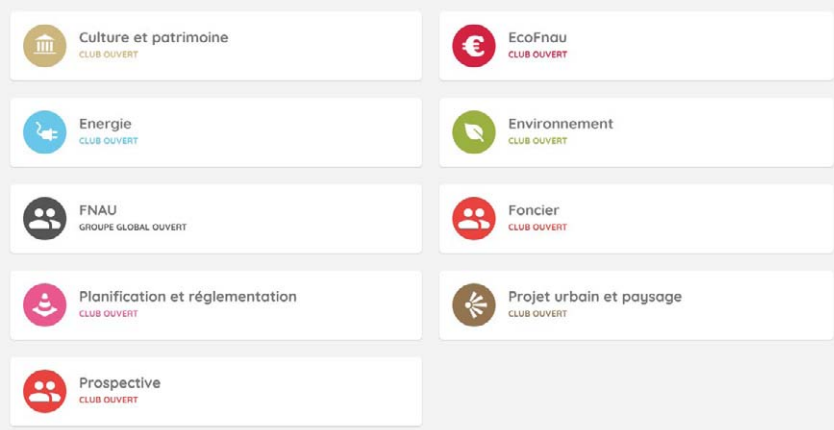 Culture et patrimoine
CLUB OUVERT
EcoFnau
CLUB OUVERT
Energie
CLUB OUVERT
Environnement
CLUB OUVERT
FNAU
GROUPE GLOBAL OUVERT
Foncier
CLUB OUVERT
Planification et réglementation
CLUB OUVERT
Projet urbain et paysage
CLUB OUVERT
Prospective
CLUB OUVERT